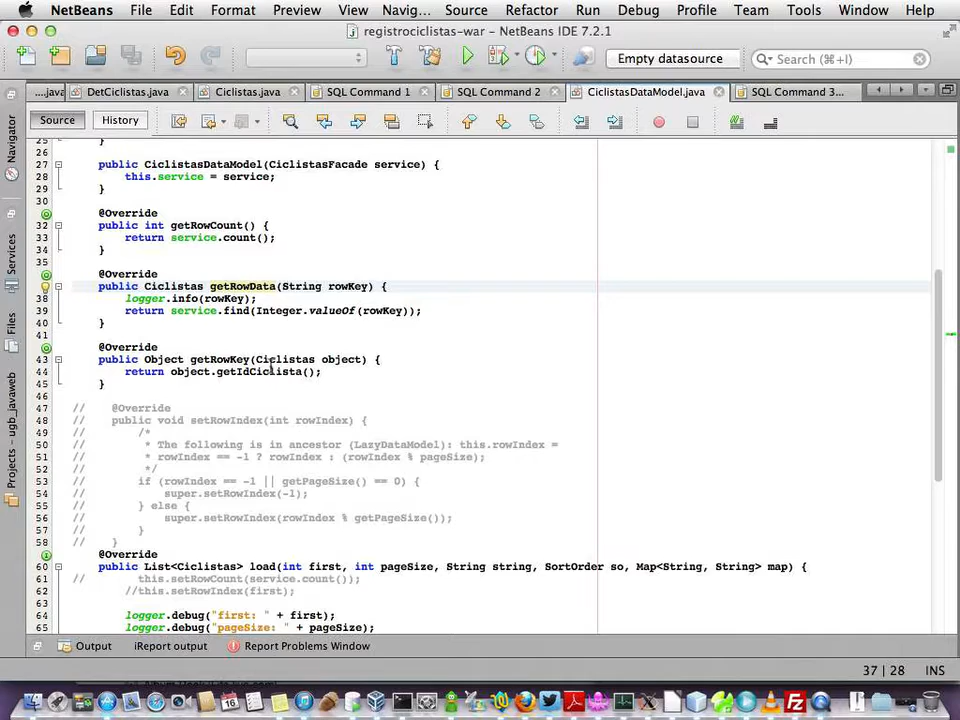 NetBeans File Edit Format Preview View Navig... Source Refactor Run Debug Profile Team Tools Window Help
registrociclistas-war - NetBeans IDE 7.2.1
Empty datasource
Search (⌘+I)
....java
DetCiclistas.java
Ciclistas.java
SQL Command 1
SQL Command 2
CiclistasDataModel.java
SQL Command 3...
Source History
Navigator
Services
Files
Projects - ugb_javaweb
25 }
26
27 public CiclistasDataModel(CiclistasFacade service) {
28 this.service = service;
29 }
30
@Override
32 public int getRowCount() {
33 return service.count();
34 }
35
@Override
public Ciclistas getRowData(String rowKey) {
38 logger.info(rowKey);
39 return service.find(Integer.valueOf(rowKey));
40 }
41
@Override
43 public Object getRowKey(Ciclistas object) {
44 return object.getIdCiclista();
45 }
46
47 // @Override
48 // public void setRowIndex(int rowIndex) {
49 // /*
50 // * The following is in ancestor (LazyDataModel): this.rowIndex =
51 // * rowIndex == -1 ? rowIndex : (rowIndex % pageSize);
52 // */
53 // if (rowIndex == -1 || getPageSize() == 0) {
54 // super.setRowIndex(-1);
55 // } else {
56 // super.setRowIndex(rowIndex % getPageSize());
57 // }
58 // }
@Override
60 public List<Ciclistas> load(int first, int pageSize, String string, SortOrder so, Map<String, String> map) {
61 // this.setRowCount(service.count());
62 //this.setRowIndex(first);
63
64 logger.debug("first: " + first);
65 logger.debug("pageSize: " + pageSize);
Output
iReport output
Report Problems Window
37 | 28 INS